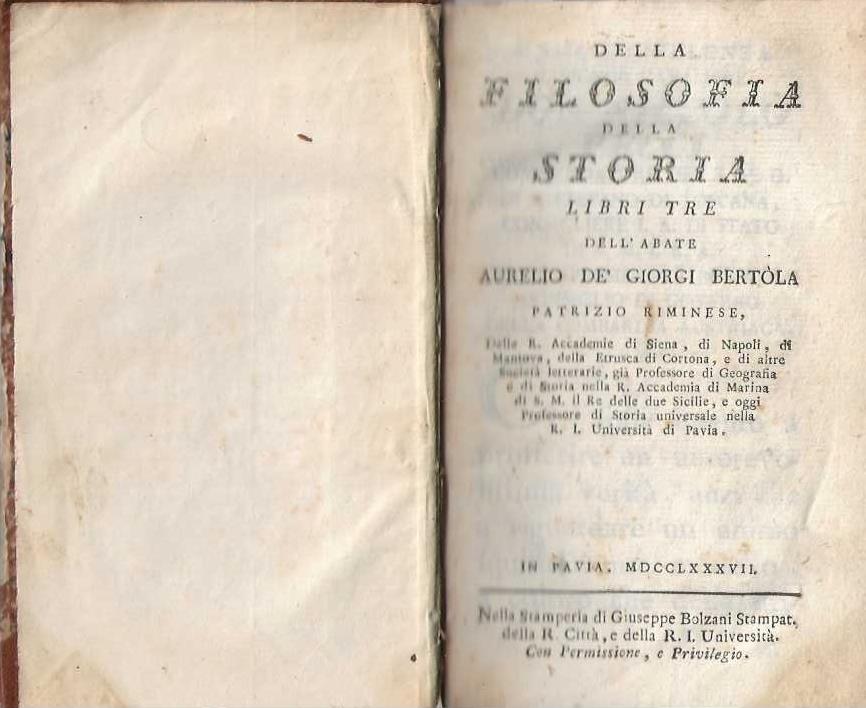 DELLA
FILOSOFIA
DELLA
STORIA
LIBRI TRE
DELL' ABATE
AURELIO DE' GIORGI BERTÒLA
PATRIZIO RIMINESE,
Delle R. Accademie di Siena, di Napoli, di
Mantova, della Etrusca di Cortona, e di altre
Società letterarie, già Professore di Geografia
e di Storia nella R. Accademia di Marina
di S. M. il Re delle due Sicilie, e oggi
Professore di Storia universale nella
R. I. Università di Pavia.
IN PAVIA. MDCCLXXXVII.
Nella Stamperia di Giuseppe Bolzani Stampat.
della R. Città, e della R. I. Università.
Con Permissione, e Privilegio.